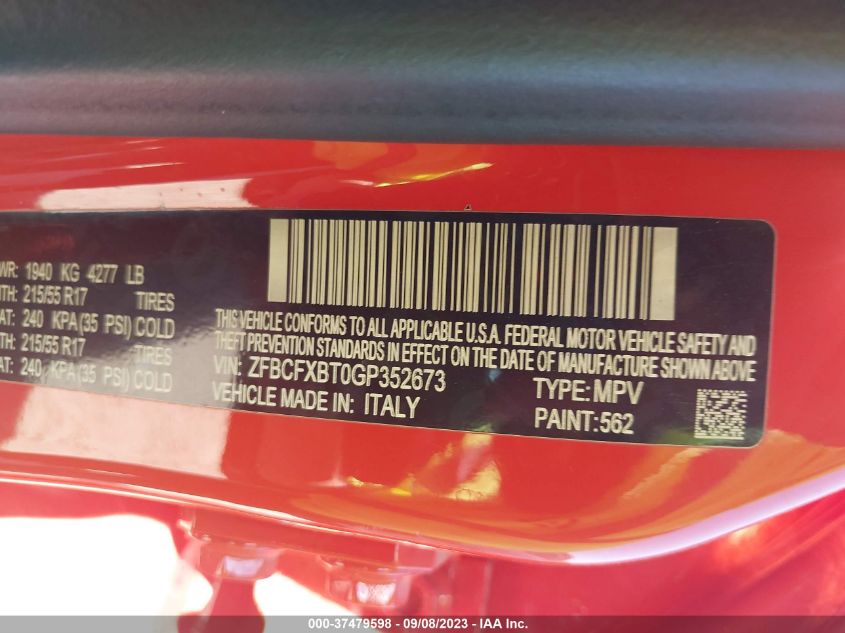 WR: 1940 KG 4277 LB
TH: 215/55 R17 TIRES
AT: 240 KPA(35 PSI) COLD
TH: 215/55 R17 TIRES
AT: 240 KPA(35 PSI) COLD
THIS VEHICLE CONFORMS TO ALL APPLICABLE U.S.A. FEDERAL MOTOR VEHICLE SAFETY AND
THEFT PREVENTION STANDARDS IN EFFECT ON THE DATE OF MANUFACTURE SHOWN ABOVE
VIN: ZFBCFXBT0GP352673 TYPE:MPV
VEHICLE MADE IN: ITALY PAINT:562
000-37479598 - 09/08/2023 - IAA Inc.